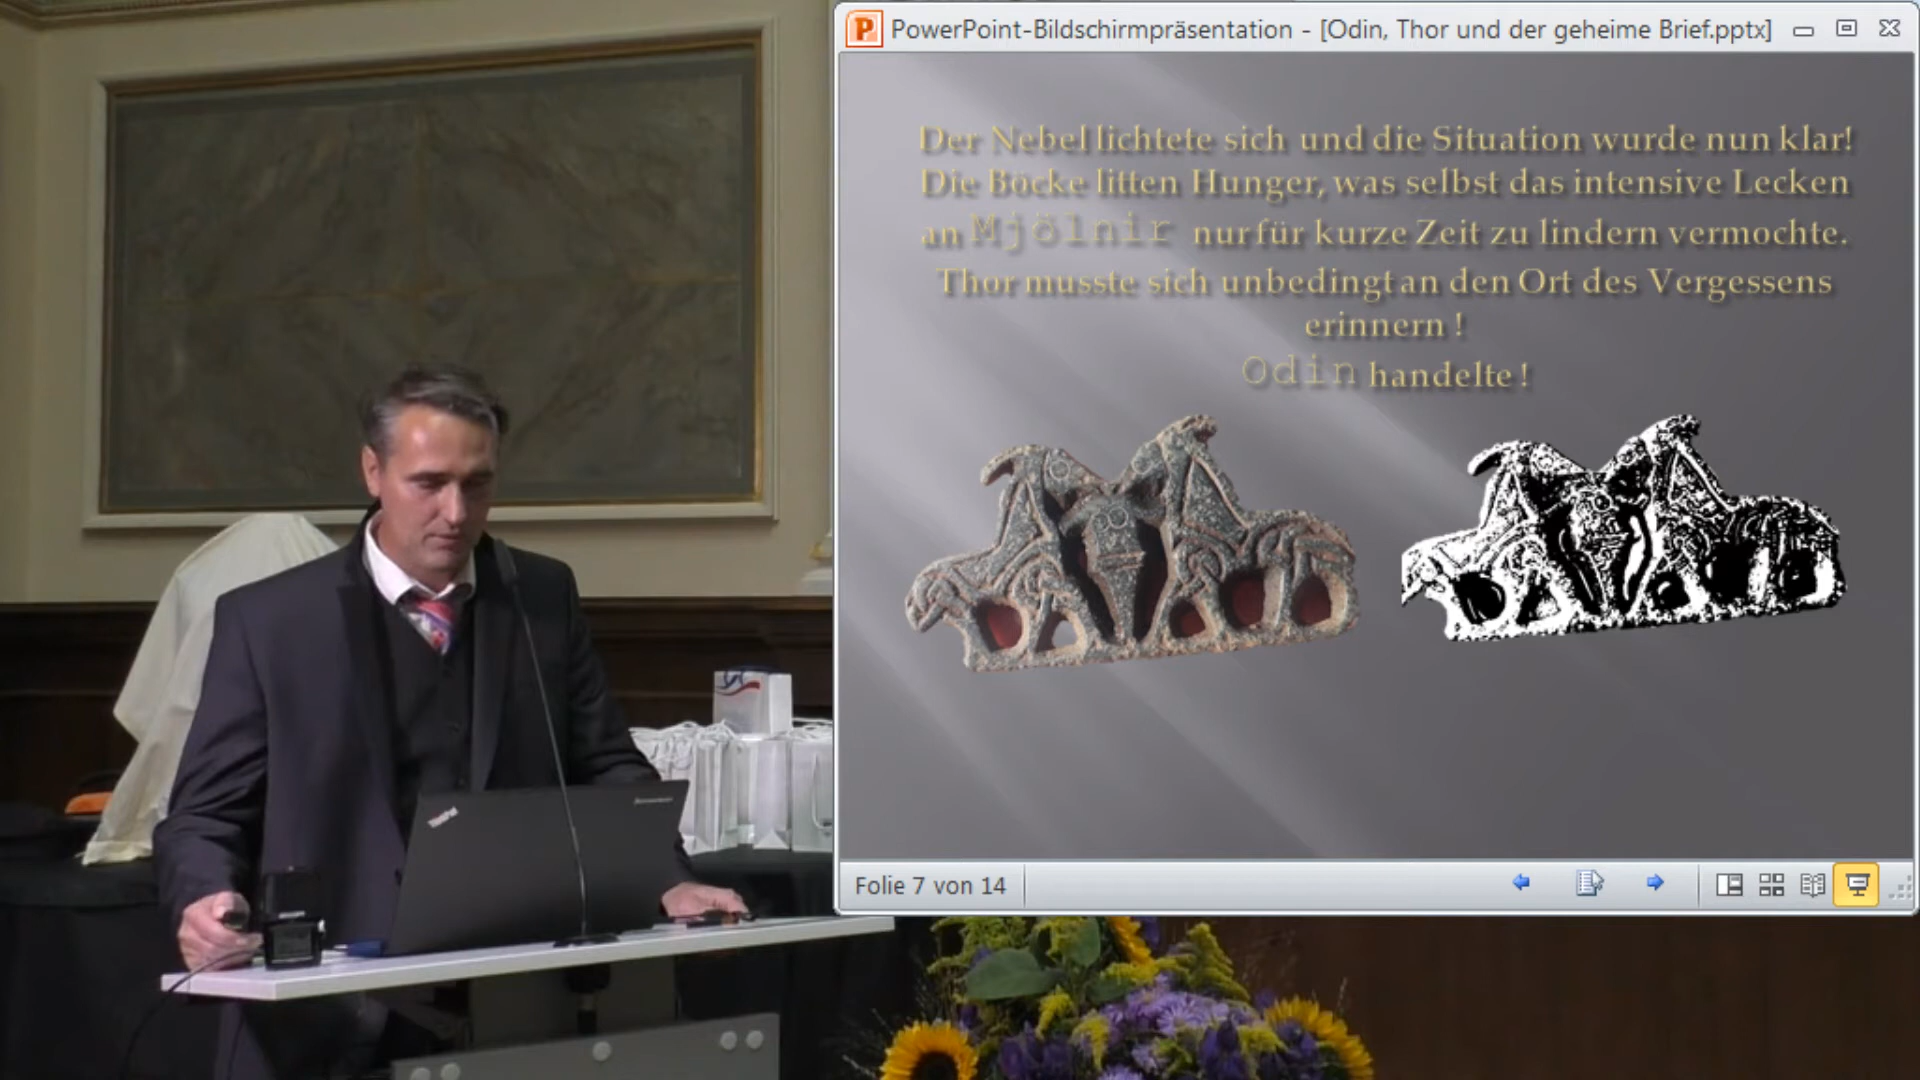 PowerPoint-Bildschirmpräsentation - [Odin, Thor und der geheime Brief.pptx]
Der Nebel lichtete sich und die Situation wurde nun klar!
Die Böcke litten Hunger, was selbst das intensive Lecken
an Mjölnir nur für kurze Zeit zu lindern vermochte.
Thor musste sich unbedingt an den Ort des Vergessens
erinnern !
Odin handelte !
Folie 7 von 14
ThinkPad